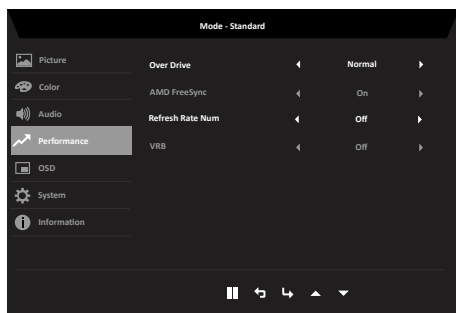 Mode - Standard
Picture
Color
Audio
Performance
OSD
System
Information
Over Drive Normal
AMD FreeSync On
Refresh Rate Num Off
VRB Off